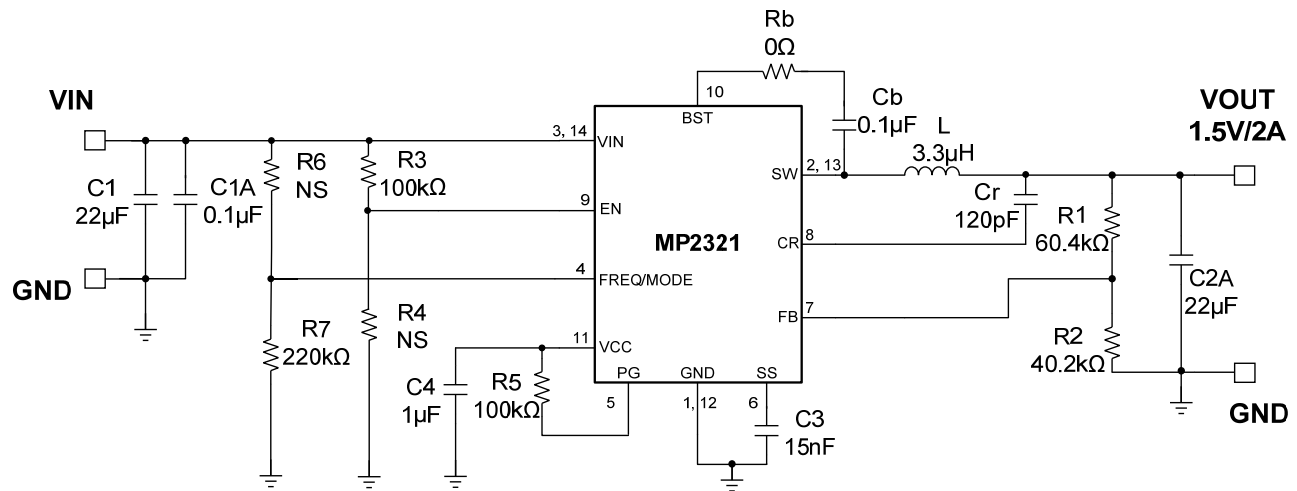 Rb
0Ω
VIN
10
BST
Cb
0.1µF
L
3.3µH
VOUT
1.5V/2A
3, 14
VIN
2, 13
SW
R6
NS
R3
100kΩ
C1
22µF
C1A
0.1µF
9
EN
MP2321
Cr
120pF
R1
60.4kΩ
CR
8
GND
4
FREQ/MODE
C2A
22µF
FB
7
R7
220kΩ
R4
NS
R2
40.2kΩ
11
VCC
C4
1µF
R5
100kΩ
PG
GND
SS
5
1, 12
6
C3
15nF
GND